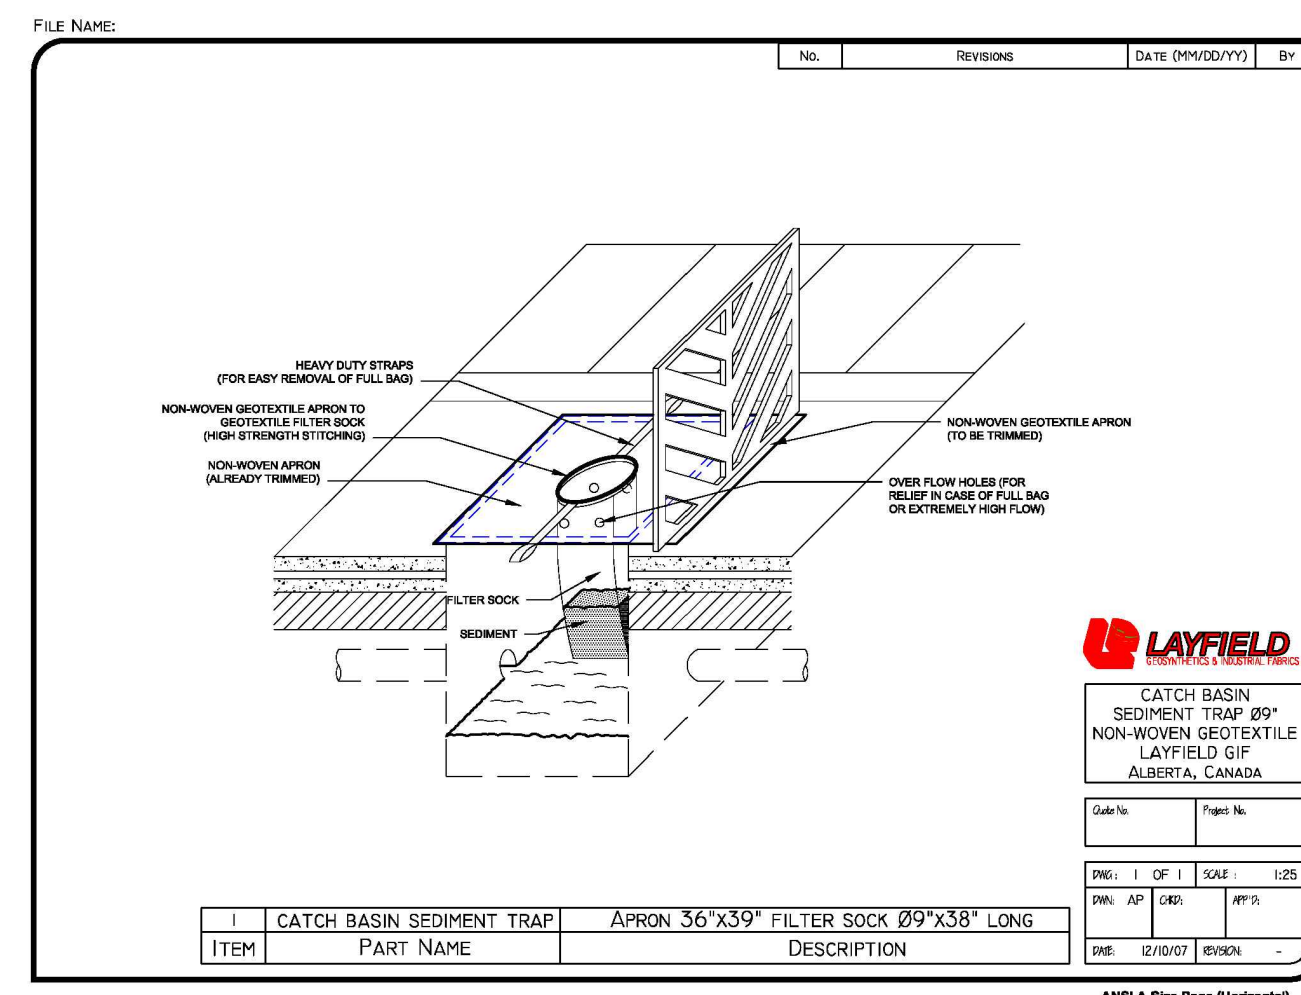 FILE NAME:
No. REVISIONS DATE (MM/DD/YY) BY
HEAVY DUTY STRAPS
(FOR EASY REMOVAL OF FULL BAG)
NON-WOVEN GEOTEXTILE APRON TO
GEOTEXTILE FILTER SOCK
(HIGH STRENGTH STITCHING)
NON-WOVEN APRON
(ALREADY TRIMMED)
NON-WOVEN GEOTEXTILE APRON
(TO BE TRIMMED)
OVER FLOW HOLES (FOR
RELIEF IN CASE OF FULL BAG
OR EXTREMELY HIGH FLOW)
FILTER SOCK
SEDIMENT
LAYFIELD
GEOSYNTHETICS & INDUSTRIAL FABRICS
CATCH BASIN
SEDIMENT TRAP Ø9"
NON-WOVEN GEOTEXTILE
LAYFIELD GIF
ALBERTA, CANADA
Quote No. Project No.
DWG: 1 OF 1 SCALE : 1:25
DWN: AP CHKD: APP'D:
DATE: 12/10/07 REVISION: -
1 CATCH BASIN SEDIMENT TRAP APRON 36"X39" FILTER SOCK Ø9"X38" LONG
ITEM PART NAME DESCRIPTION